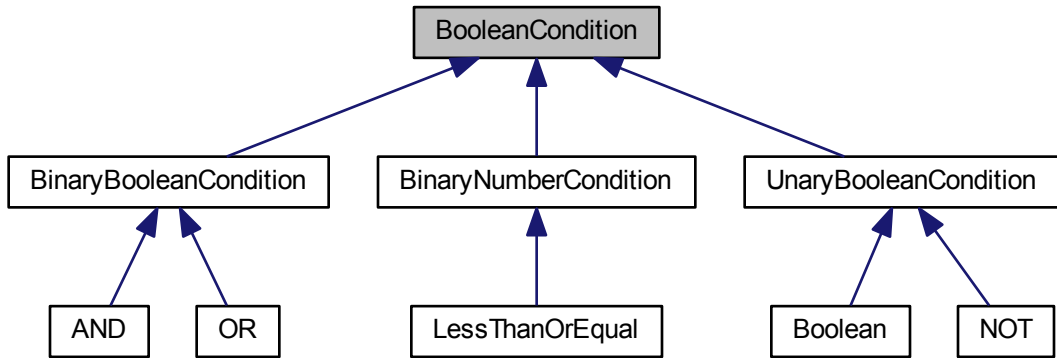 BooleanCondition
BinaryBooleanCondition
BinaryNumberCondition
UnaryBooleanCondition
AND
OR
LessThanOrEqual
Boolean
NOT